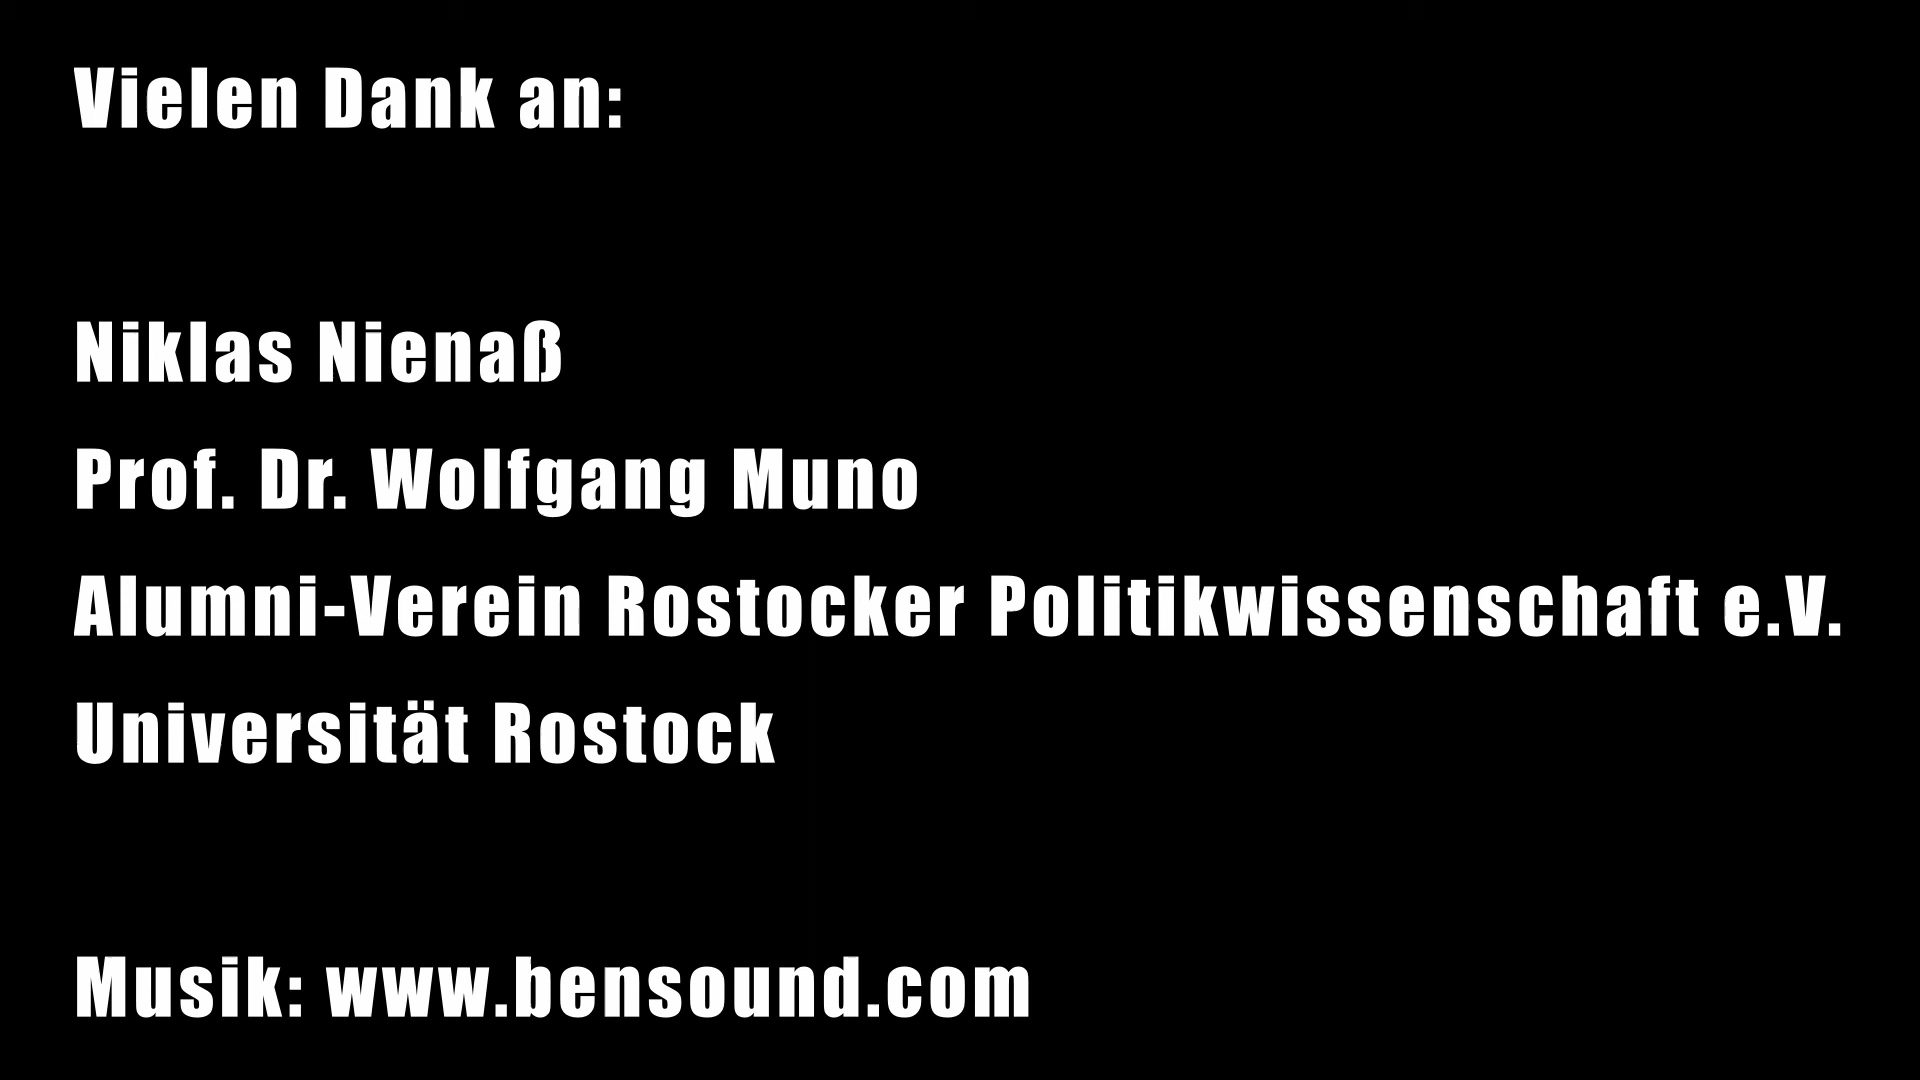 Vielen Dank an:
Niklas Nienaß
Prof. Dr. Wolfgang Muno
Alumni-Verein Rostocker Politikwissenschaft e.V.
Universität Rostock
Musik: www.bensound.com